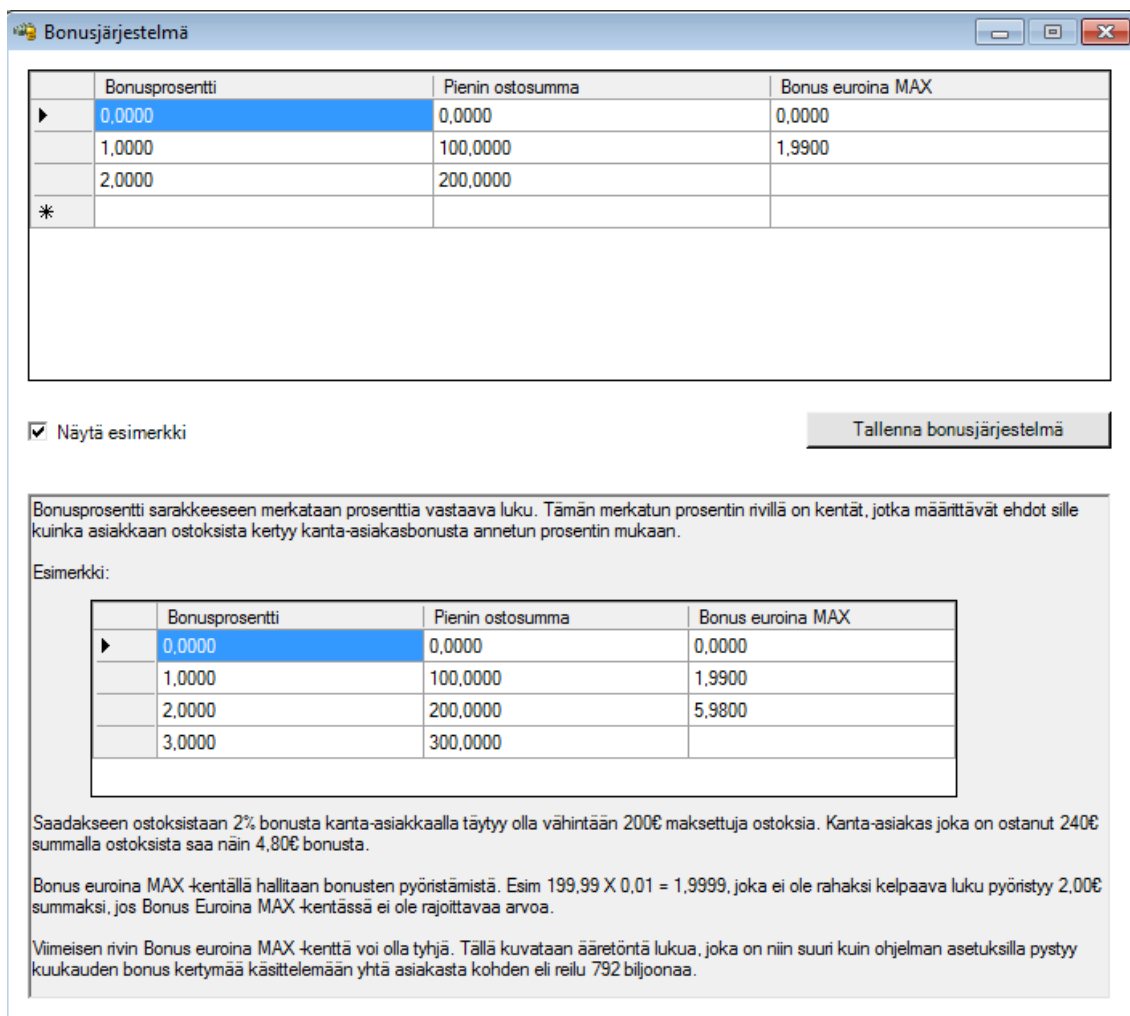 Bonusjärjestelmä
Bonusprosentti Pienin ostosumma Bonus euroina MAX
0,0000 0,0000 0,0000
1,0000 100,0000 1,9900
2,0000 200,0000
Näytä esimerkki
Tallenna bonusjärjestelmä
Bonusprosentti sarakkeeseen merkataan prosenttia vastaava luku. Tämän merkatun prosentin rivillä on kentät, jotka määrittävät ehdot sille
kuinka asiakkaan ostoksista kertyy kanta-asiakasbonusta annetun prosentin mukaan.
Esimerkki:
Bonusprosentti Pienin ostosumma Bonus euroina MAX
0,0000 0,0000 0,0000
1,0000 100,0000 1,9900
2,0000 200,0000 5,9800
3,0000 300,0000
Saadakseen ostoksistaan 2% bonusta kanta-asiakkaalla täytyy olla vähintään 200€ maksettuja ostoksia. Kanta-asiakas joka on ostanut 240€
summalla ostoksista saa näin 4,80€ bonusta.
Bonus euroina MAX -kentällä hallitaan bonusten pyöristämistä. Esim 199,99 X 0,01 = 1,9999, joka ei ole rahaksi kelpaava luku pyöristyy 2,00€
summaksi, jos Bonus Euroina MAX -kentässä ei ole rajoittavaa arvoa.
Viimeisen rivin Bonus euroina MAX -kenttä voi olla tyhjä. Tällä kuvataan ääretöntä lukua, joka on niin suuri kuin ohjelman asetuksilla pystyy
kuukauden bonus kertymää käsittelemään yhtä asiakasta kohden eli reilu 792 biljoonaa.